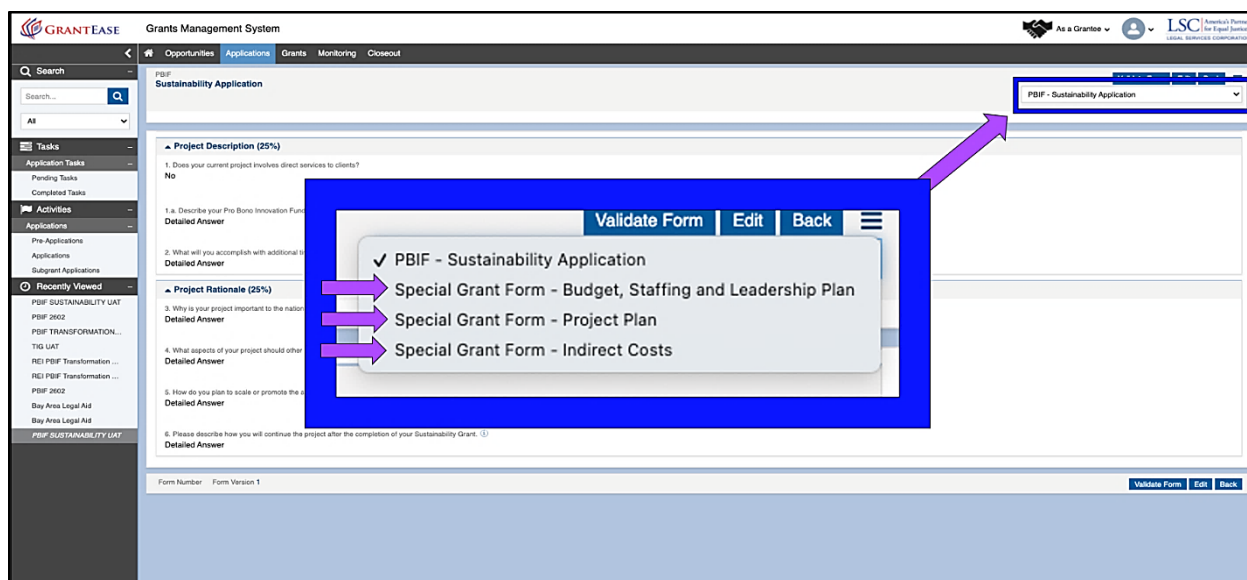 GRANTEASE
Grants Management System
As a Grantee
LSC America's Partner for Equal Justice
LEGAL SERVICES CORPORATION
Opportunities Applications Grants Monitoring Closeout
Search
Search...
All
Tasks
Application Tasks
Pending Tasks
Completed Tasks
Activities
Applications
Pre-Applications
Applications
Subgrant Applications
Recently Viewed
PBIF SUSTAINABILITY UAT
PBIF 2602
PBIF TRANSFORMATION...
TIG UAT
REI PBIF Transformation ...
REI PBIF Transformation ...
PBIF 2602
Bay Area Legal Aid
Bay Area Legal Aid
PBIF SUSTAINABILITY UAT
PBIF
Sustainability Application
Validate Form Edit Back
PBIF - Sustainability Application
Project Description (25%)
1. Does your current project involves direct services to clients?
No
1.a. Describe your Pro Bono Innovation Fund
Detailed Answer
2. What will you accomplish with additional
Detailed Answer
Project Rationale (25%)
3. Why is your project important to the nation
Detailed Answer
4. What aspects of your project should other
Detailed Answer
5. How do you plan to scale or promote the
Detailed Answer
6. Please describe how you will continue the project after the completion of your Sustainability Grant.
Detailed Answer
Validate Form Edit Back
✓ PBIF - Sustainability Application
Special Grant Form - Budget, Staffing and Leadership Plan
Special Grant Form - Project Plan
Special Grant Form - Indirect Costs
Form Number Form Version 1
Validate Form Edit Back